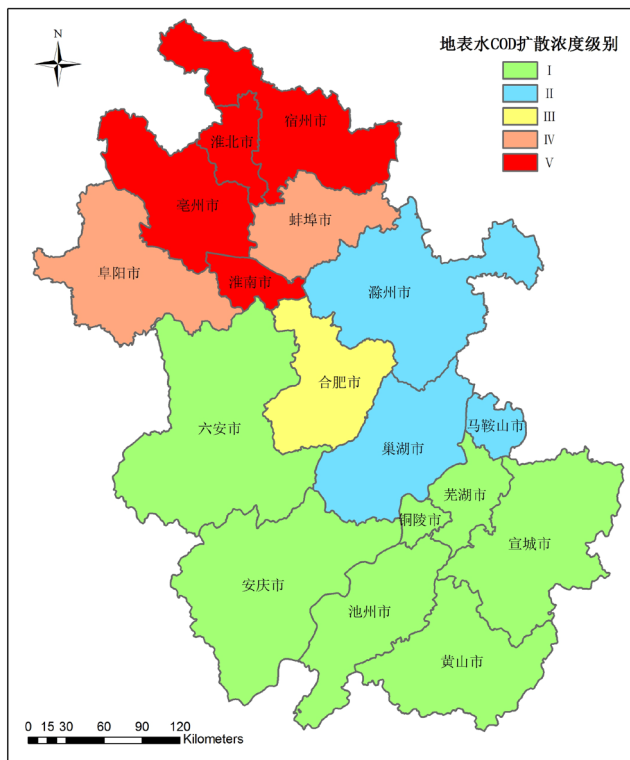 N
地表水COD扩散浓度级别
I
II
III
IV
V
宿州市
淮北市
亳州市
蚌埠市
阜阳市
淮南市
滁州市
合肥市
六安市
马鞍山市
巢湖市
芜湖市
铜陵市
宣城市
安庆市
池州市
黄山市
0 15 30 60 90 120
Kilometers